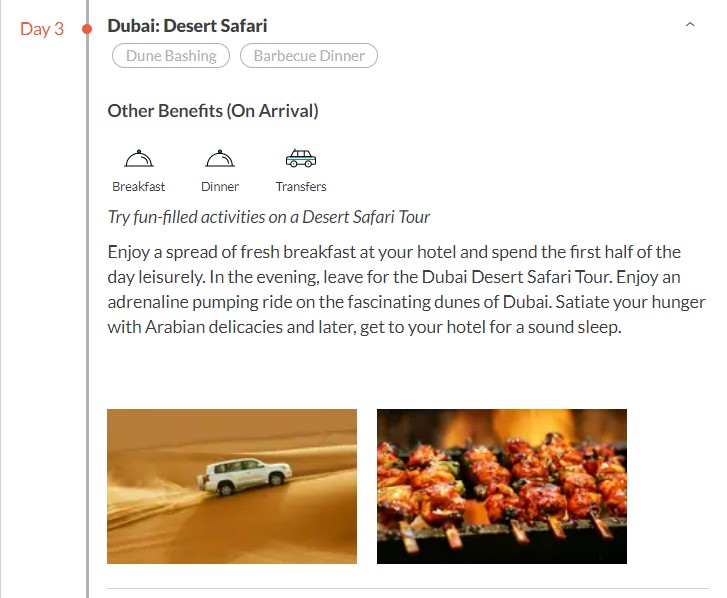 Day 3
Dubai: Desert Safari
Dune Bashing
Barbecue Dinner
Other Benefits (On Arrival)
Breakfast
Dinner
Transfers
Try fun-filled activities on a Desert Safari Tour
Enjoy a spread of fresh breakfast at your hotel and spend the first half of the
day leisurely. In the evening, leave for the Dubai Desert Safari Tour. Enjoy an
adrenaline pumping ride on the fascinating dunes of Dubai. Satiate your hunger
with Arabian delicacies and later, get to your hotel for a sound sleep.